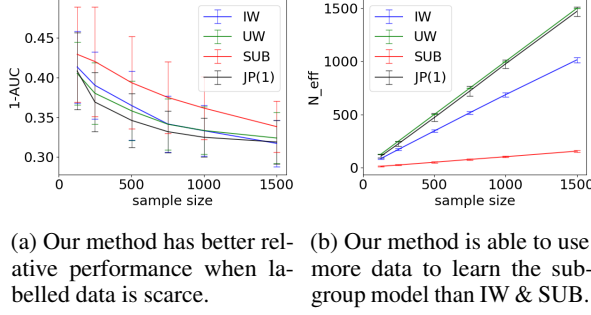 IW
UW
SUB
JP(1)
0.45
0.40
0.35
0.30
1-AUC
0
500
1000
1500
sample size
IW
UW
SUB
JP(1)
1500
1000
500
0
N_eff
0
500
1000
1500
sample size
(a) Our method has better rel-
ative performance when la-
belled data is scarce.
(b) Our method is able to use
more data to learn the sub-
group model than IW & SUB.